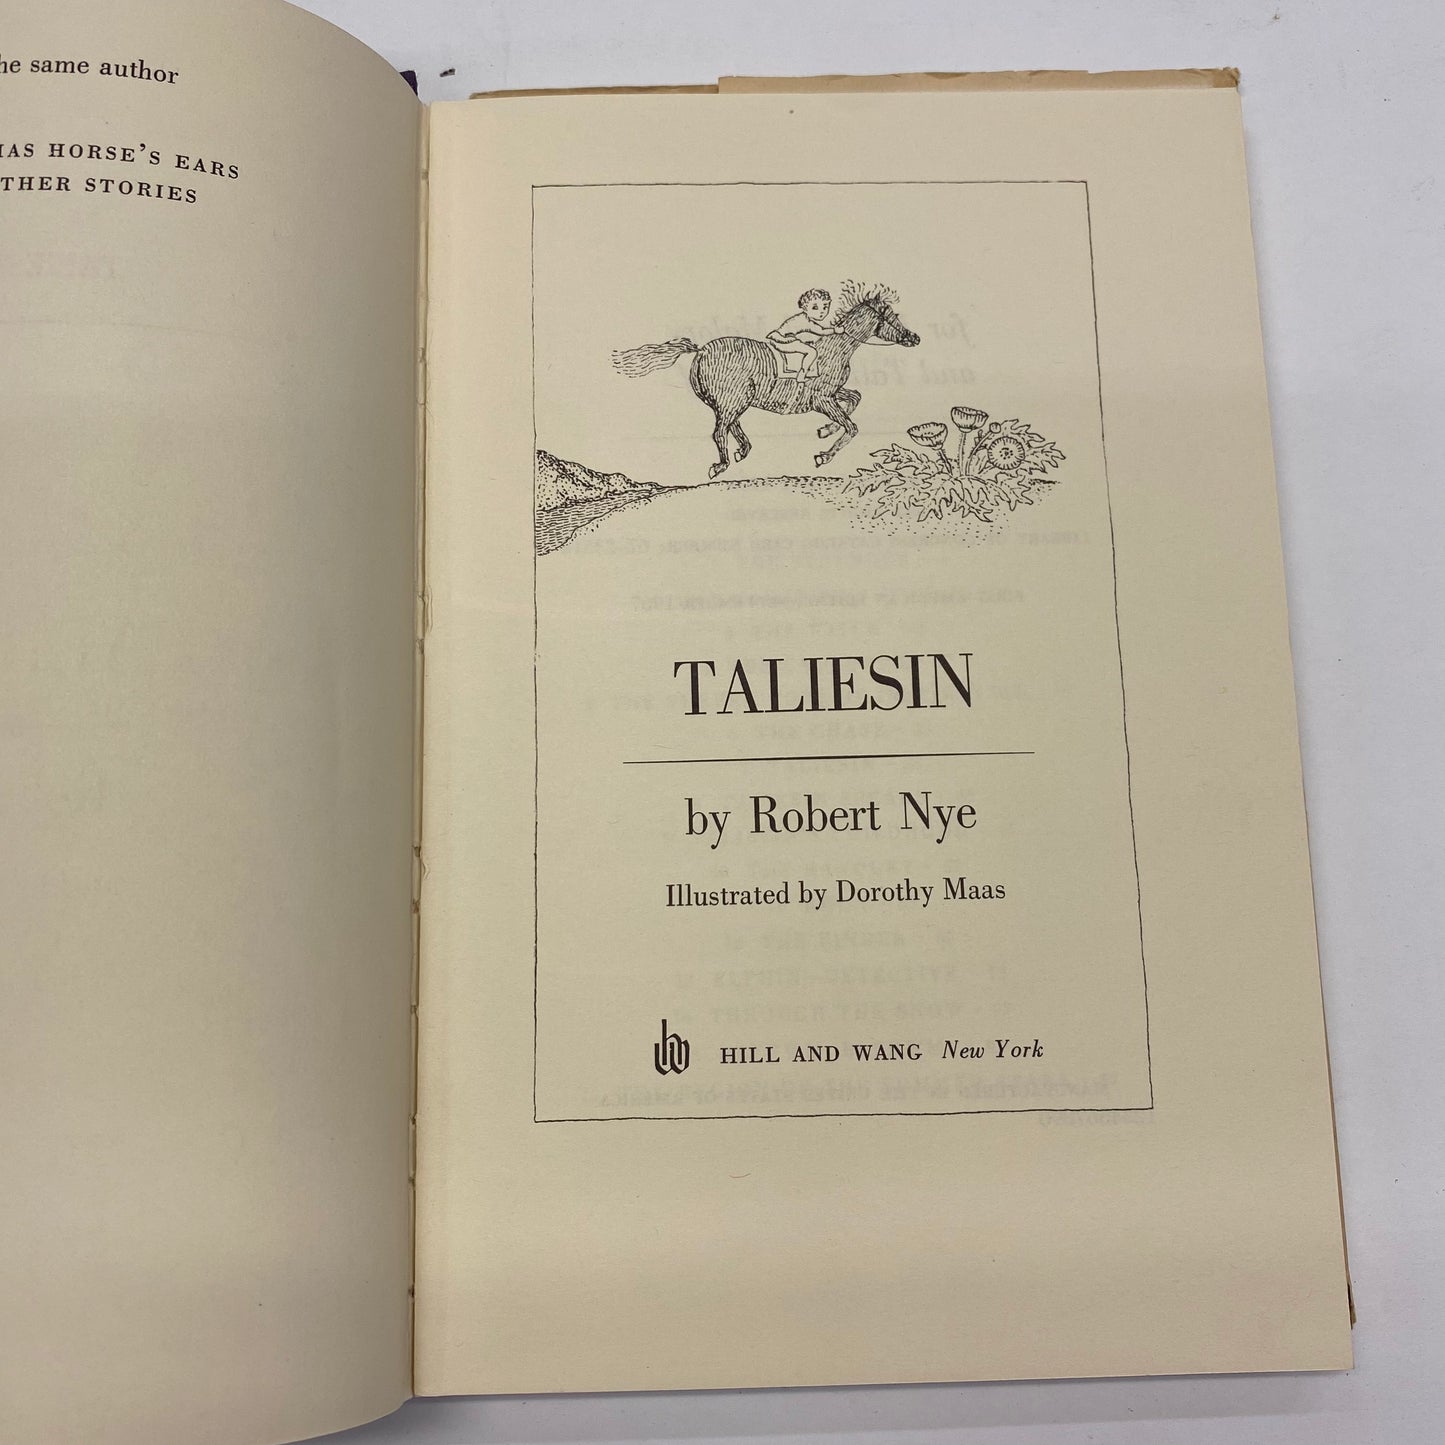 he same author
HAS HORSE'S EARS
THER STORIES
TALIESIN
by Robert Nye
Illustrated by Dorothy Maas
HILL AND WANG New York